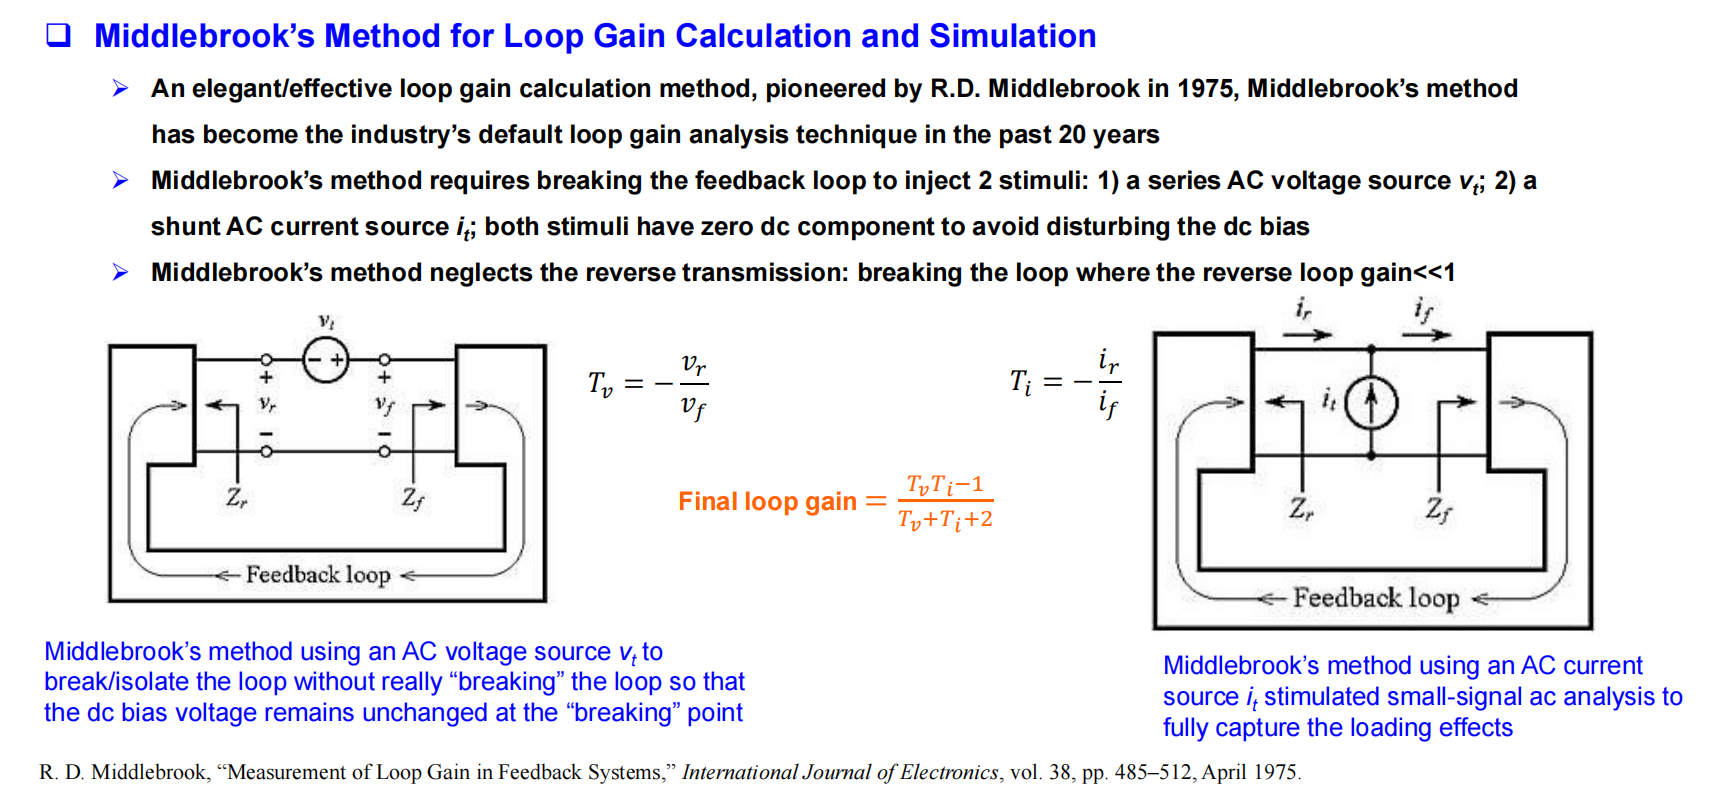 ❑ Middlebrook's Method for Loop Gain Calculation and Simulation
➢ An elegant/effective loop gain calculation method, pioneered by R.D. Middlebrook in 1975, Middlebrook's method
has become the industry's default loop gain analysis technique in the past 20 years
➢ Middlebrook's method requires breaking the feedback loop to inject 2 stimuli: 1) a series AC voltage source v_t; 2) a
shunt AC current source i_t; both stimuli have zero dc component to avoid disturbing the dc bias
➢ Middlebrook's method neglects the reverse transmission: breaking the loop where the reverse loop gain<<1
v_t
− +
+ +
v_r v_f
− −
Z_r Z_f
← Feedback loop ←
T_v = − v_r / v_f
T_i = − i_r / i_f
Final loop gain = (T_vT_i−1) / (T_v+T_i+2)
i_r i_f
i_t
Z_r Z_f
← Feedback loop ←
Middlebrook's method using an AC voltage source v_t to
break/isolate the loop without really “breaking” the loop so that
the dc bias voltage remains unchanged at the “breaking” point
Middlebrook's method using an AC current
source i_t stimulated small-signal ac analysis to
fully capture the loading effects
R. D. Middlebrook, “Measurement of Loop Gain in Feedback Systems,” International Journal of Electronics, vol. 38, pp. 485–512, April 1975.